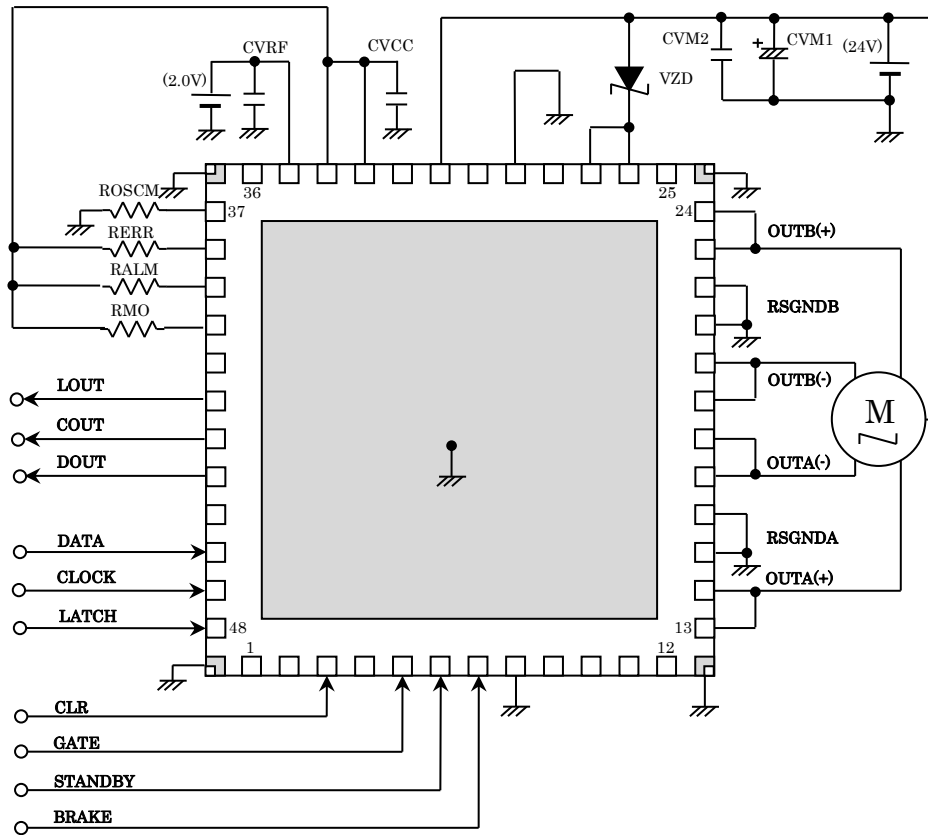 CVRF
CVCC
CVM2
CVM1
(24V)
(2.0V)
VZD
36
25
ROSCM
37
24
RERR
OUTB(+)
RALM
RMO
RSGNDB
LOUT
OUTB(-)
COUT
M
DOUT
OUTA(-)
DATA
RSGNDA
CLOCK
OUTA(+)
LATCH
48
13
1
12
CLR
GATE
STANDBY
BRAKE